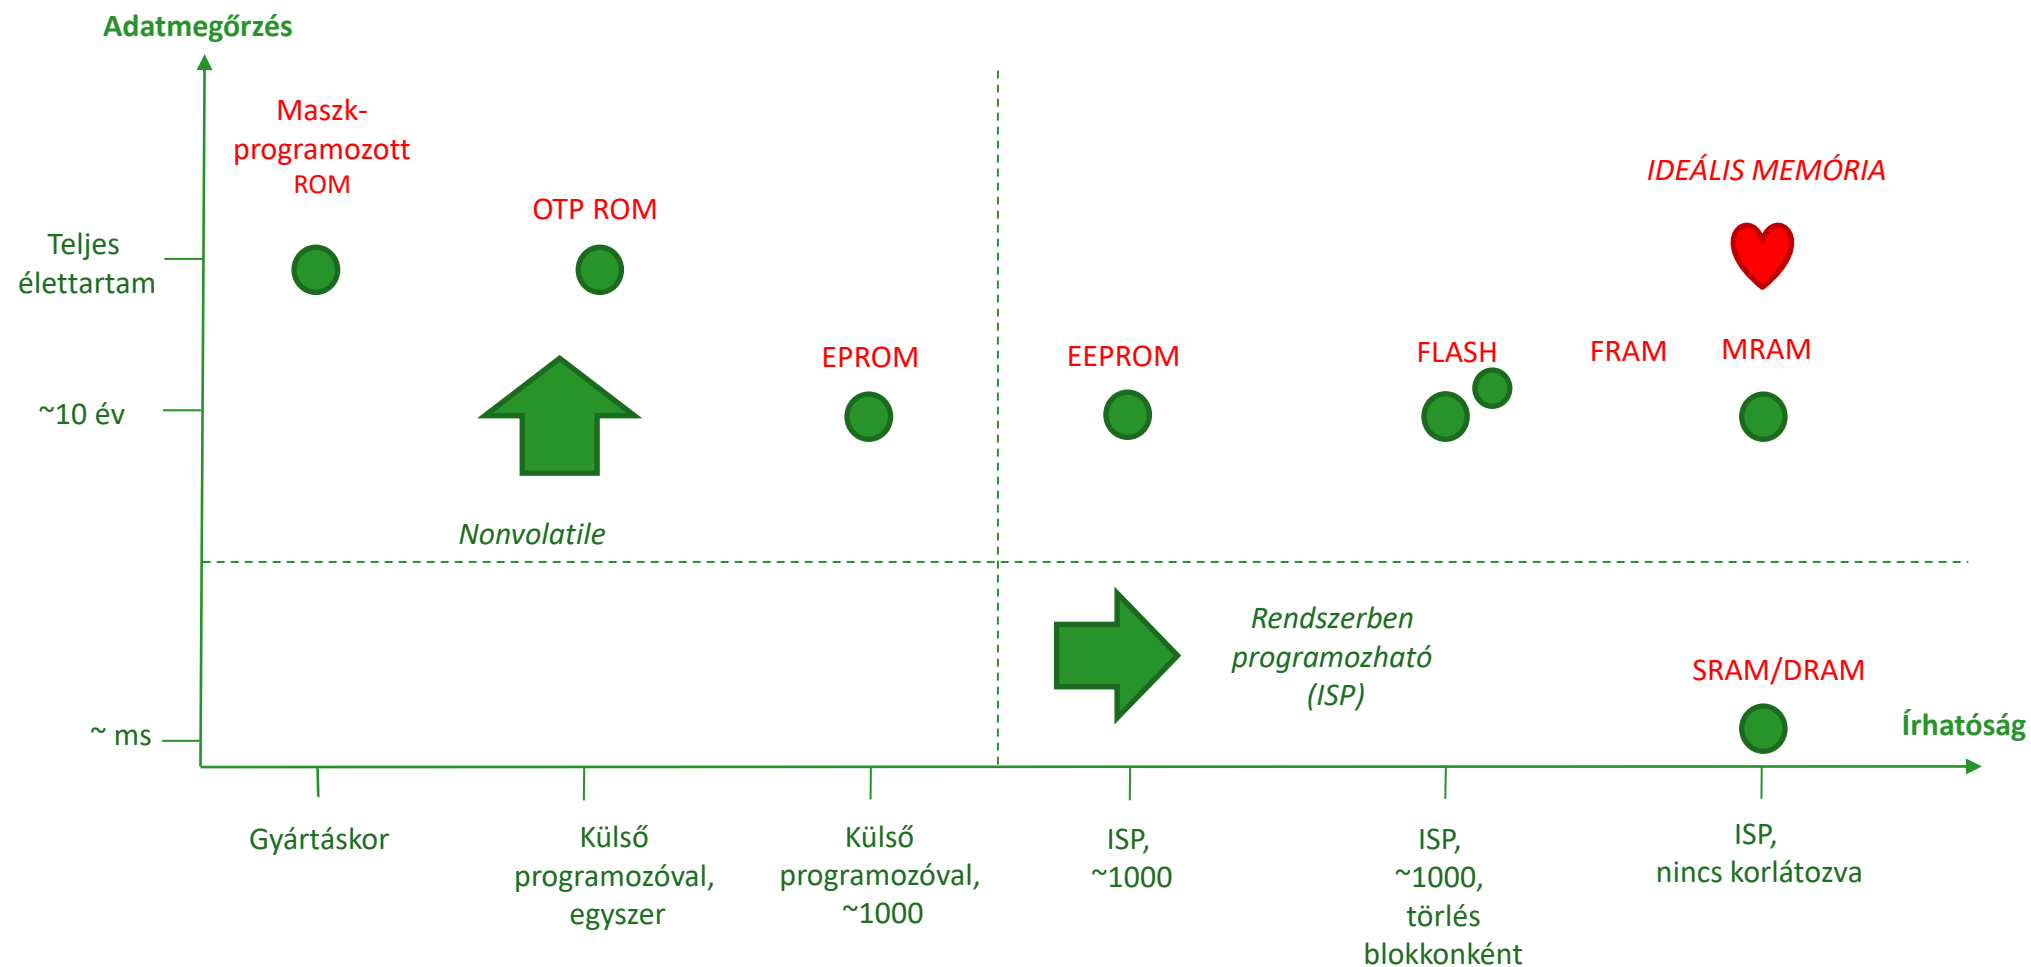 Adatmegőrzés
Maszk-
programozott
ROM
OTP ROM
IDEÁLIS MEMÓRIA
Teljes
élettartam
EPROM
EEPROM
FLASH
FRAM
MRAM
~10 év
Nonvolatile
Rendszerben
programozható
(ISP)
SRAM/DRAM
~ ms
Írhatóság
Gyártáskor
Külső
programozóval,
egyszer
Külső
programozóval,
~1000
ISP,
~1000
ISP,
~1000,
törlés
blokkonként
ISP,
nincs korlátozva